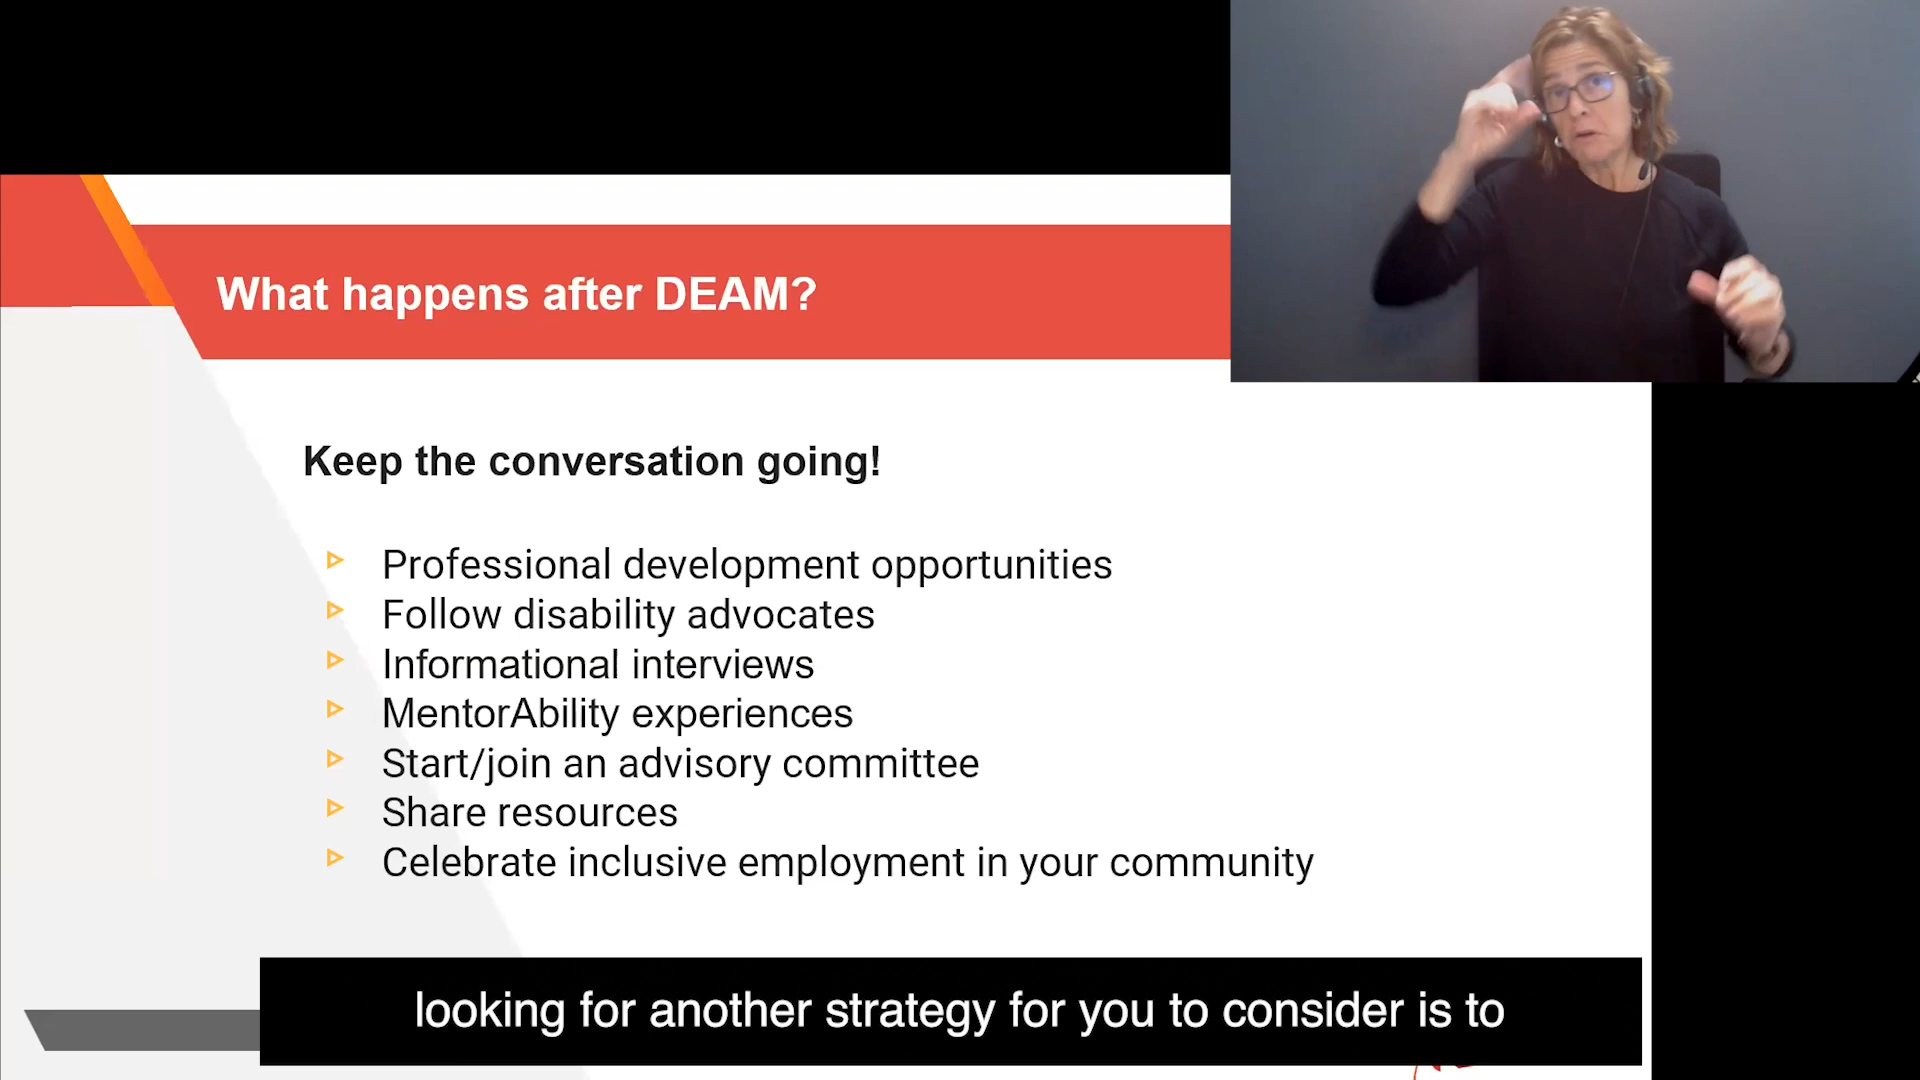 What happens after DEAM?
Keep the conversation going!
Professional development opportunities
Follow disability advocates
Informational interviews
MentorAbility experiences
Start/join an advisory committee
Share resources
Celebrate inclusive employment in your community
looking for another strategy for you to consider is to